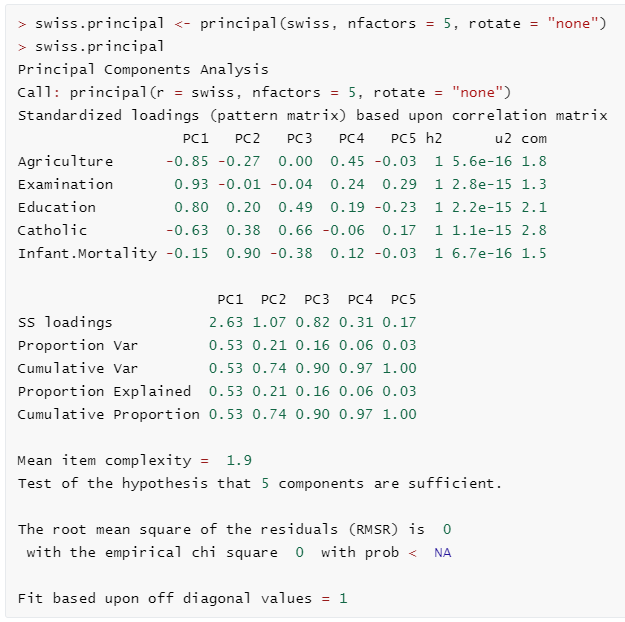 > swiss.principal <- principal(swiss, nfactors = 5, rotate = "none")
> swiss.principal
Principal Components Analysis
Call: principal(r = swiss, nfactors = 5, rotate = "none")
Standardized loadings (pattern matrix) based upon correlation matrix
                   PC1   PC2   PC3   PC4   PC5 h2      u2 com
Agriculture      -0.85 -0.27  0.00  0.45 -0.03  1 5.6e-16 1.8
Examination       0.93 -0.01 -0.04  0.24  0.29  1 2.8e-15 1.3
Education         0.80  0.20  0.49  0.19 -0.23  1 2.2e-15 2.1
Catholic         -0.63  0.38  0.66 -0.06  0.17  1 1.1e-15 2.8
Infant.Mortality -0.15  0.90 -0.38  0.12 -0.03  1 6.7e-16 1.5
                       PC1  PC2  PC3  PC4  PC5
SS loadings           2.63 1.07 0.82 0.31 0.17
Proportion Var        0.53 0.21 0.16 0.06 0.03
Cumulative Var        0.53 0.74 0.90 0.97 1.00
Proportion Explained  0.53 0.21 0.16 0.06 0.03
Cumulative Proportion 0.53 0.74 0.90 0.97 1.00
Mean item complexity =  1.9
Test of the hypothesis that 5 components are sufficient.
The root mean square of the residuals (RMSR) is  0
 with the empirical chi square  0  with prob <  NA
Fit based upon off diagonal values = 1